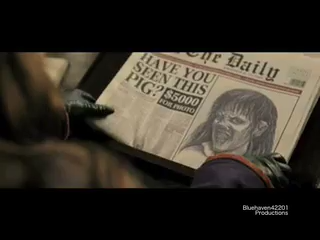 The Daily
HAVE YOU
SEEN THIS
PIG?
$5000
FOR PHOTO
Bluehaven42201
Productions